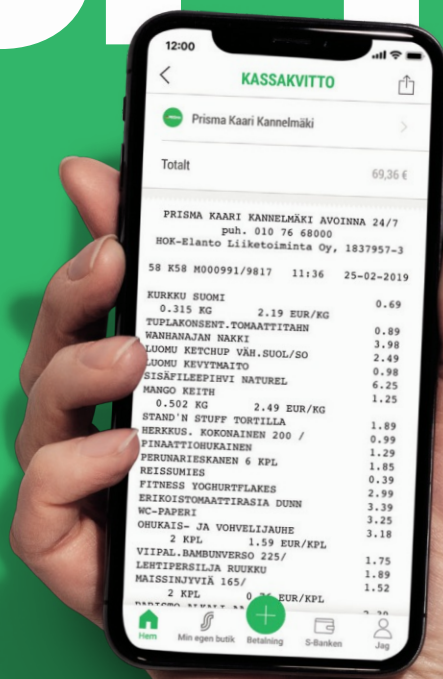 12:00
KASSAKVITTO
Prisma Kaari Kannelmäki
Totalt 69,36 €
PRISMA KAARI KANNELMÄKI AVOINNA 24/7
puh. 010 76 68000
HOK-Elanto Liiketoiminta Oy, 1837957-3
58 K58 M000991/9817 11:36 25-02-2019
KURKKU SUOMI 0.69
0.315 KG 2.19 EUR/KG
TUPLAKONSENT.TOMAATTITAHN 0.89
WANHANAJAN NAKKI 3.98
LUOMU KETCHUP VÄH.SUOL/SO 2.49
LUOMU KEVYTMAITO 0.98
SISÄFILEEPIHVI NATUREL 6.25
MANGO KEITH 1.25
0.502 KG 2.49 EUR/KG
STAND'N STUFF TORTILLA 1.89
HERKKUS. KOKONAINEN 200 / 0.99
PINAATTIOHUKAINEN 1.29
PERUNARIESKANEN 6 KPL 1.85
REISSUMIES 0.39
FITNESS YOGHURTFLAKES 2.99
ERIKOISTOMAATTIRASIA DUNN 3.39
WC-PAPERI 3.25
OHUKAIS- JA VOHVELIJAUHE 3.18
2 KPL 1.59 EUR/KPL
VIIPAL.BAMBUNVERSO 225/ 1.75
LEHTIPERSILJA RUUKKU 1.89
MAISSINJYVIÄ 165/ 1.52
2 KPL EUR/KPL
Hem
Min egen butik
Betalning
S-Banken
Jag